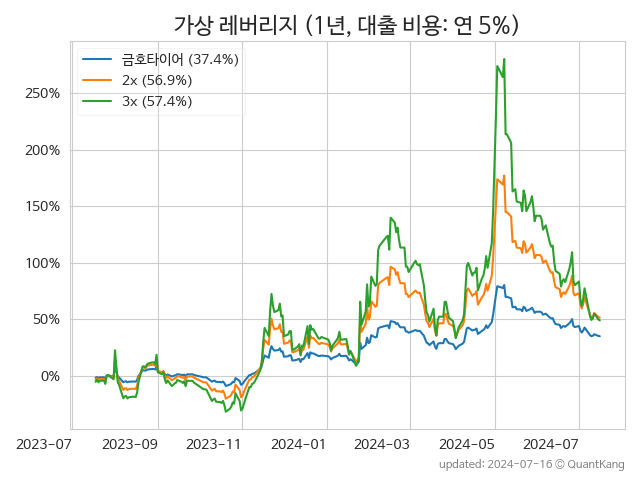 가상 레버리지 (1년, 대출 비용: 연 5%)
금호타이어 (37.4%)
2x (56.9%)
3x (57.4%)
250%
200%
150%
100%
50%
0%
2023-07
2023-09
2023-11
2024-01
2024-03
2024-05
2024-07
updated: 2024-07-16 © QuantKang